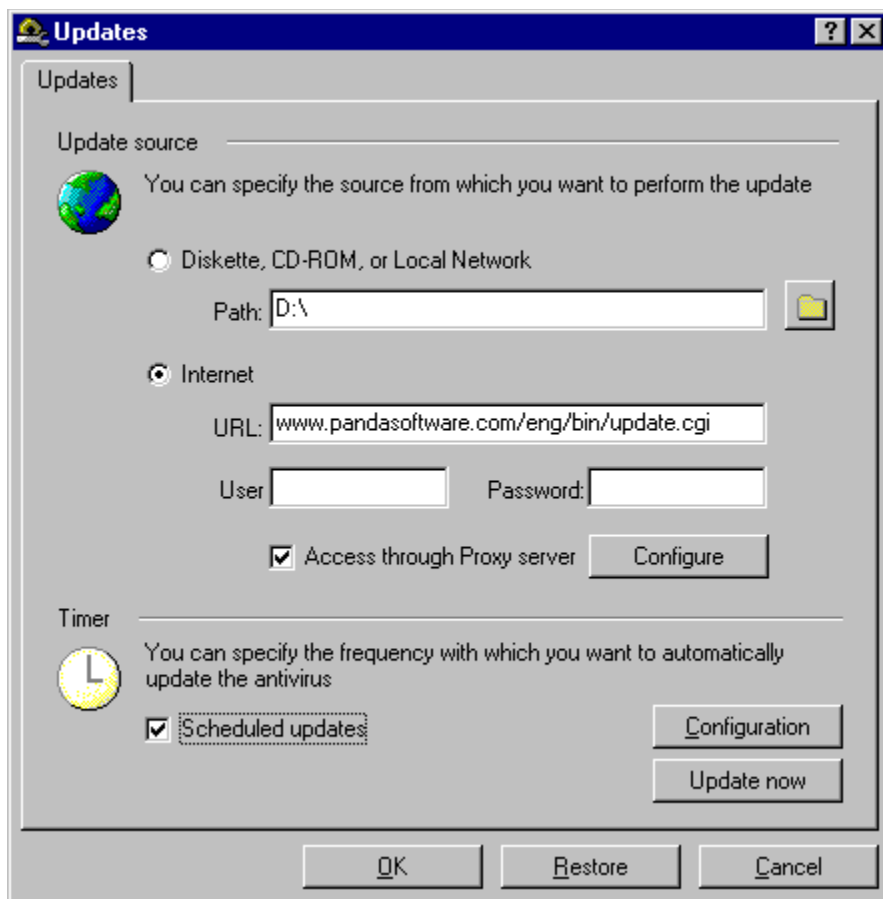 Updates
Updates
Update source
You can specify the source from which you want to perform the update
Diskette, CD-ROM, or Local Network
Path: D:\
Internet
URL: www.pandasoftware.com/eng/bin/update.cgi
User Password:
Access through Proxy server Configure
Timer
You can specify the frequency with which you want to automatically
update the antivirus
Scheduled updates
Configuration
Update now
OK Restore Cancel